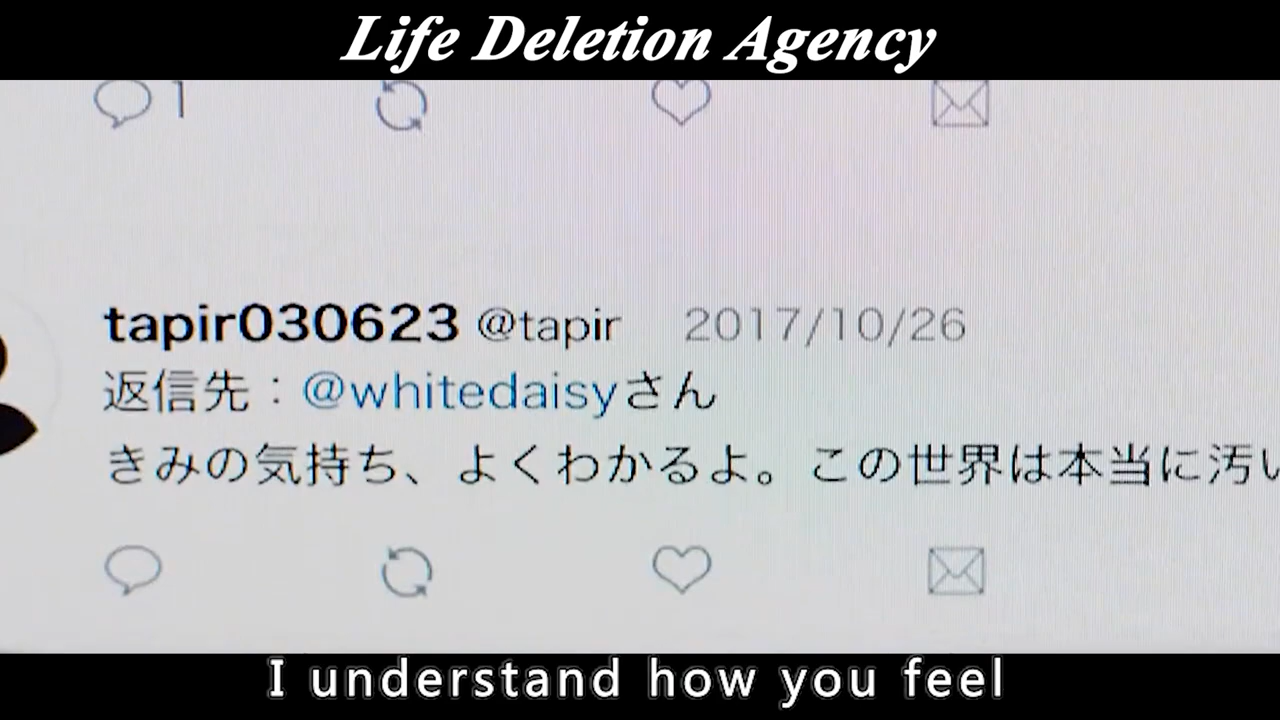 Life Deletion Agency
1
tapir030623 @tapir 2017/10/26
返信先：@whitedaisyさん
きみの気持ち、よくわかるよ。この世界は本当に汚い
I understand how you feel